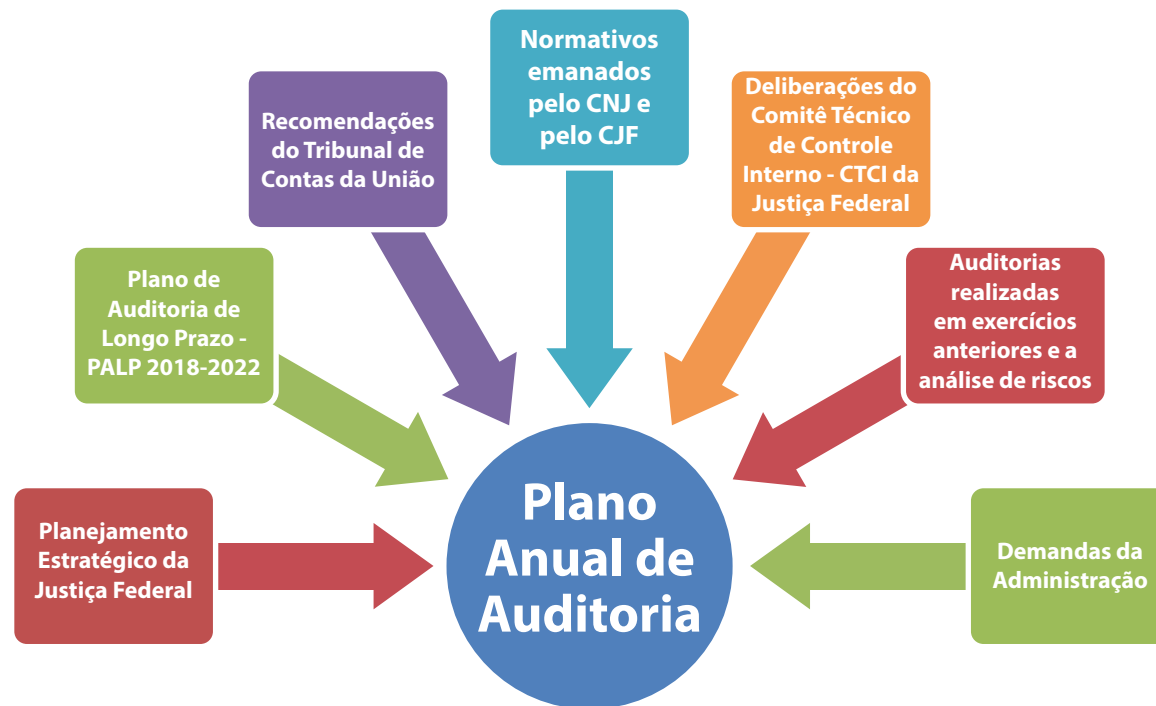 Normativos
emanados
pelo CNJ e
pelo CJF
Recomendações
do Tribunal de
Contas da União
Deliberações do
Comitê Técnico
de Controle
Interno - CTCI da
Justiça Federal
Plano de
Auditoria de
Longo Prazo -
PALP 2018-2022
Auditorias
realizadas
em exercícios
anteriores e a
análise de riscos
Planejamento
Estratégico da
Justiça Federal
Plano
Anual de
Auditoria
Demandas da
Administração